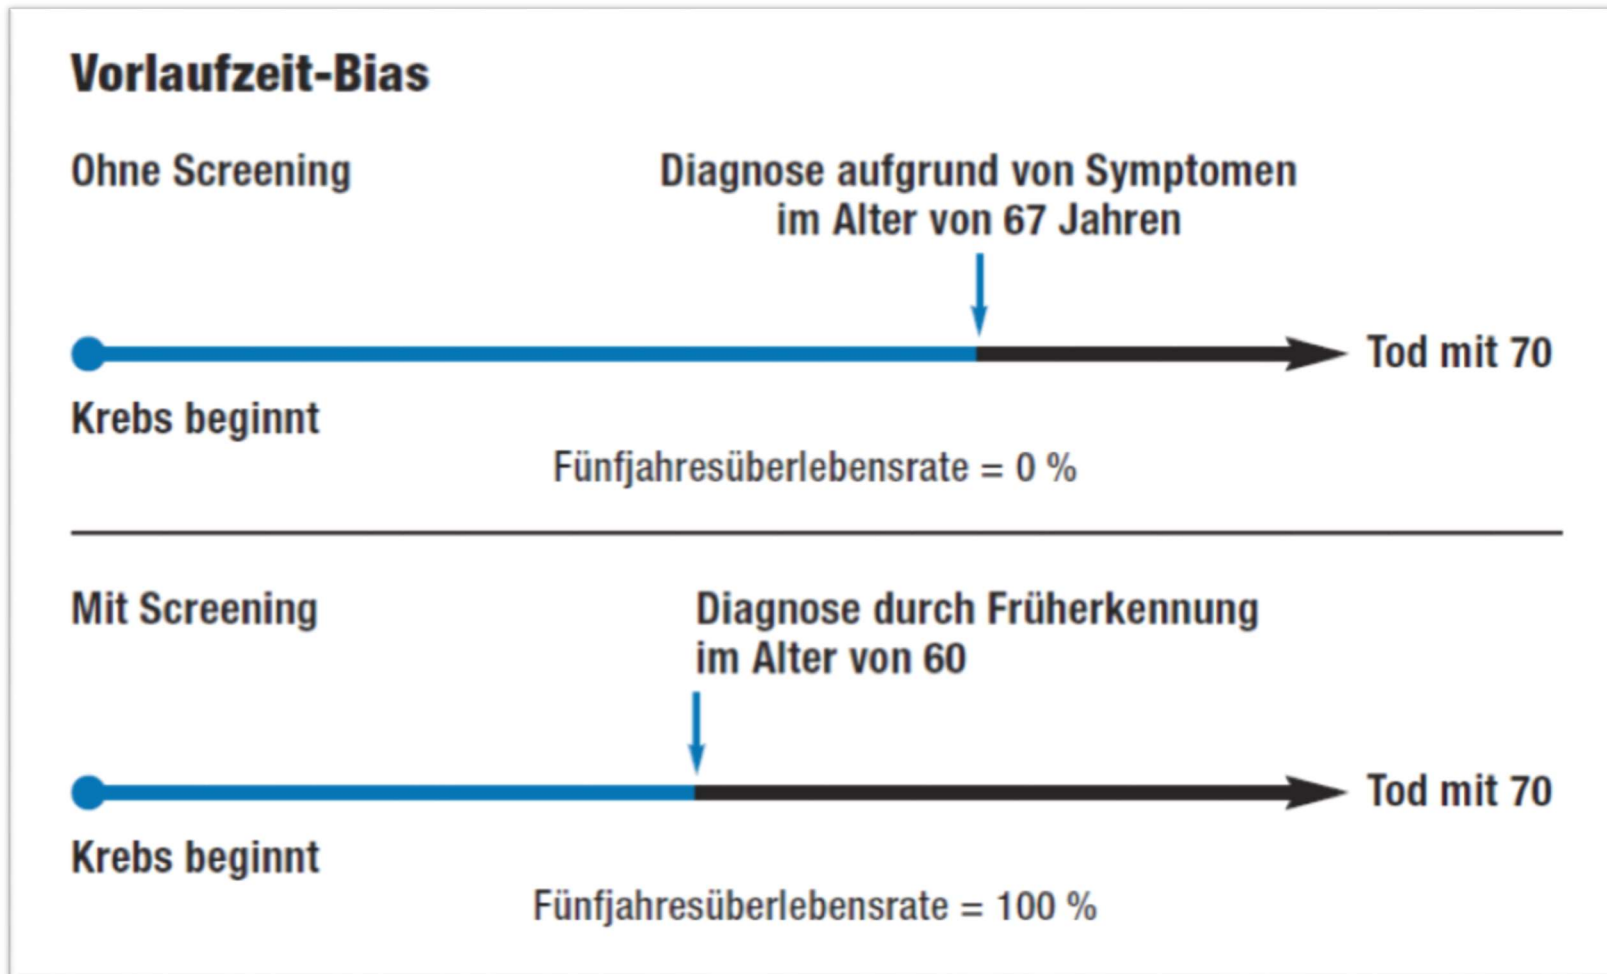 Vorlaufzeit-Bias
Ohne Screening
Diagnose aufgrund von Symptomen
im Alter von 67 Jahren
Tod mit 70
Krebs beginnt
Fünfjahresüberlebensrate = 0 %
Mit Screening
Diagnose durch Früherkennung
im Alter von 60
Tod mit 70
Krebs beginnt
Fünfjahresüberlebensrate = 100 %